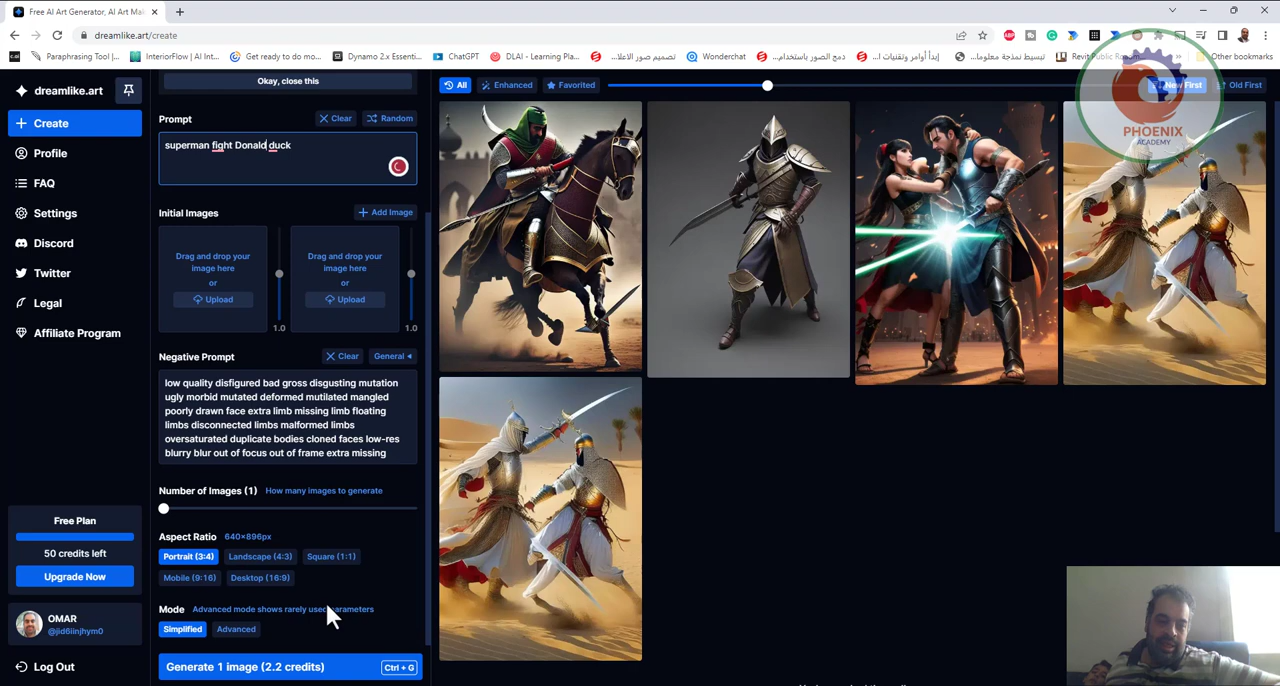 Free AI Art Generator, AI Art Mak
dreamlike.art/create
Paraphrasing Tool |...
InteriorFlow | AI Int...
Get ready to do mo...
Dynamo 2.x Essenti...
ChatGPT
DLAI - Learning Pla...
تصميم صور الاعلا...
Wonderchat
دمج الصور باستخدام...
إبدأ أوامر وتقنيات ا...
تبسيط نمذجة معلوما...
Revit Public Roadm...
Other bookmarks
dreamlike.art
Create
Profile
FAQ
Settings
Discord
Twitter
Legal
Affiliate Program
Free Plan
50 credits left
Upgrade Now
OMAR
@jid6iInjhym0
Log Out
Okay, close this
Prompt
Clear
Random
superman fight Donald duck
Initial Images
Add Image
Drag and drop your
image here
or
Upload
1.0
Drag and drop your
image here
or
Upload
1.0
Negative Prompt
Clear
General
low quality disfigured bad gross disgusting mutation
ugly morbid mutated deformed mutilated mangled
poorly drawn face extra limb missing limb floating
limbs disconnected limbs malformed limbs
oversaturated duplicate bodies cloned faces low-res
blurry blur out of focus out of frame extra missing
Number of Images (1) How many images to generate
Aspect Ratio 640×896px
Portrait (3:4) Landscape (4:3) Square (1:1)
Mobile (9:16) Desktop (16:9)
Mode Advanced mode shows rarely used parameters
Simplified Advanced
Generate 1 image (2.2 credits) Ctrl + G
All
Enhanced
Favorited
New First
Old First
PHOENIX
ACADEMY